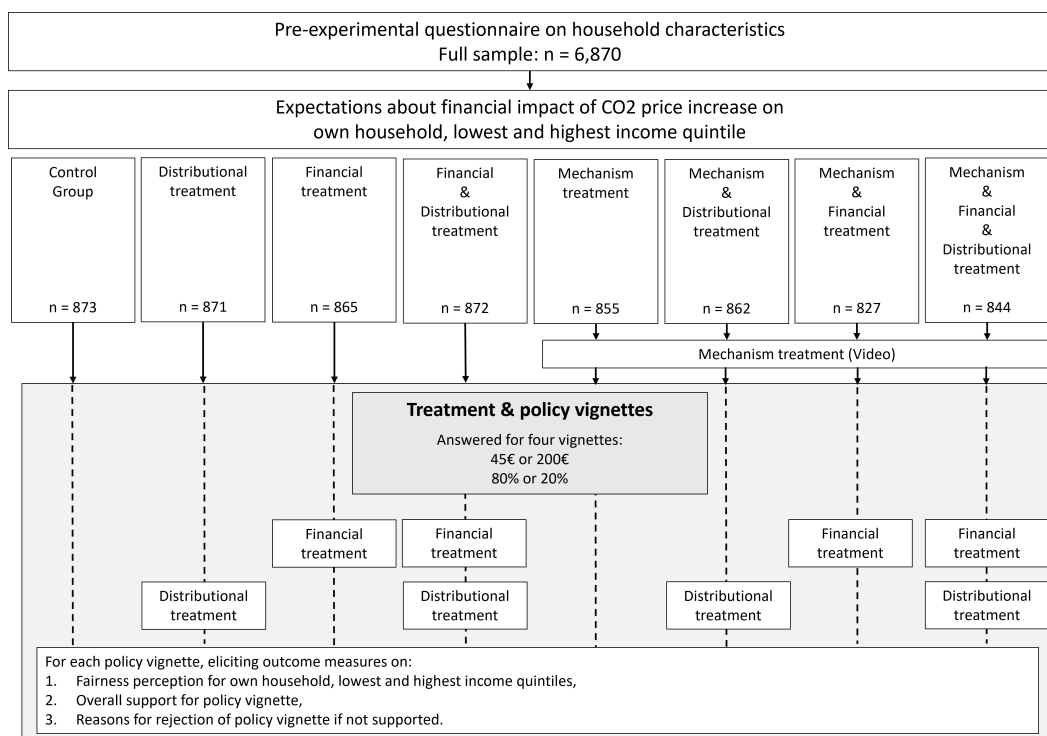 Pre-experimental questionnaire on household characteristics
Full sample: n = 6,870
Expectations about financial impact of CO2 price increase on
own household, lowest and highest income quintile
Control
Group
n = 873
Distributional
treatment
n = 871
Financial
treatment
n = 865
Financial
&
Distributional
treatment
n = 872
Mechanism
treatment
n = 855
Mechanism
&
Distributional
treatment
n = 862
Mechanism
&
Financial
treatment
n = 827
Mechanism
&
Financial
&
Distributional
treatment
n = 844
Mechanism treatment (Video)
Treatment & policy vignettes
Answered for four vignettes:
45€ or 200€
80% or 20%
Financial
treatment
Financial
treatment
Financial
treatment
Financial
treatment
Distributional
treatment
Distributional
treatment
Distributional
treatment
Distributional
treatment
For each policy vignette, eliciting outcome measures on:
1. Fairness perception for own household, lowest and highest income quintiles,
2. Overall support for policy vignette,
3. Reasons for rejection of policy vignette if not supported.